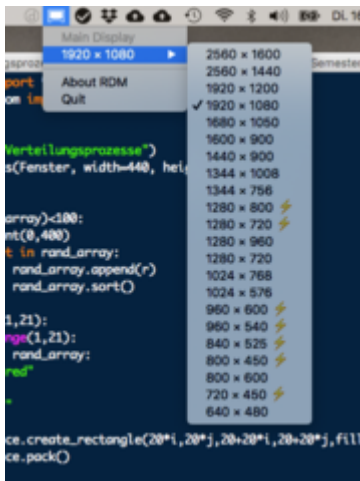 Di. 1
Main Display
1920 × 1080
About RDM
Quit
2560 × 1600
2560 × 1440
1920 × 1200
✓ 1920 × 1080
1680 × 1050
1600 × 900
1440 × 900
1344 × 1008
1344 × 756
1280 × 800 ⚡
1280 × 720 ⚡
1280 × 960
1280 × 720
1024 × 768
1024 × 576
960 × 600 ⚡
960 × 540 ⚡
840 × 525 ⚡
800 × 450 ⚡
800 × 600
720 × 450 ⚡
640 × 480
Semester
port
om im
Verteilungsprozesse")
s(Fenster, width=440, hei
array)<100:
nt(0,400)
t in rand_array:
rand_array.append(r)
rand_array.sort()
1,21):
nge(1,21):
rand_array:
red"
"
ce.create_rectangle(20*i,20*j,20+20*i,20+20*j,fill
ce.pack()